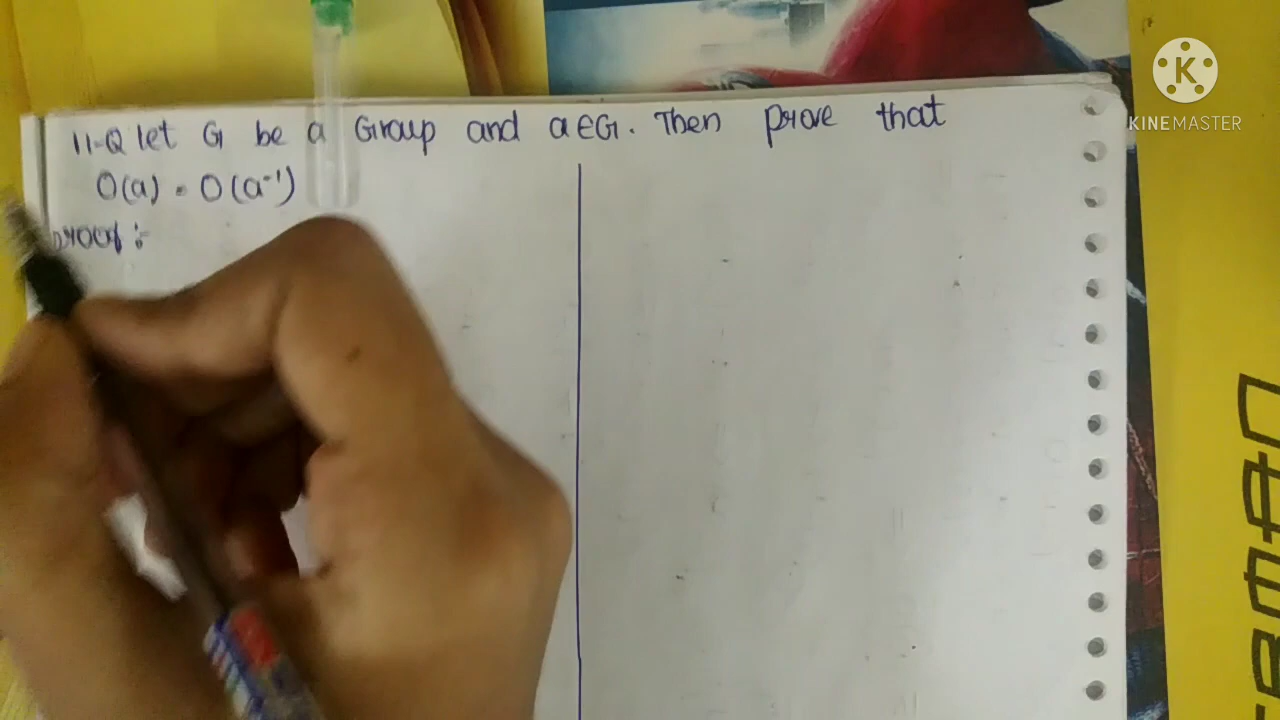 11-Q let G be a Group and a∈G. Then prove that
O(a) = O(a⁻¹)
proof :-
K
KINEMASTER